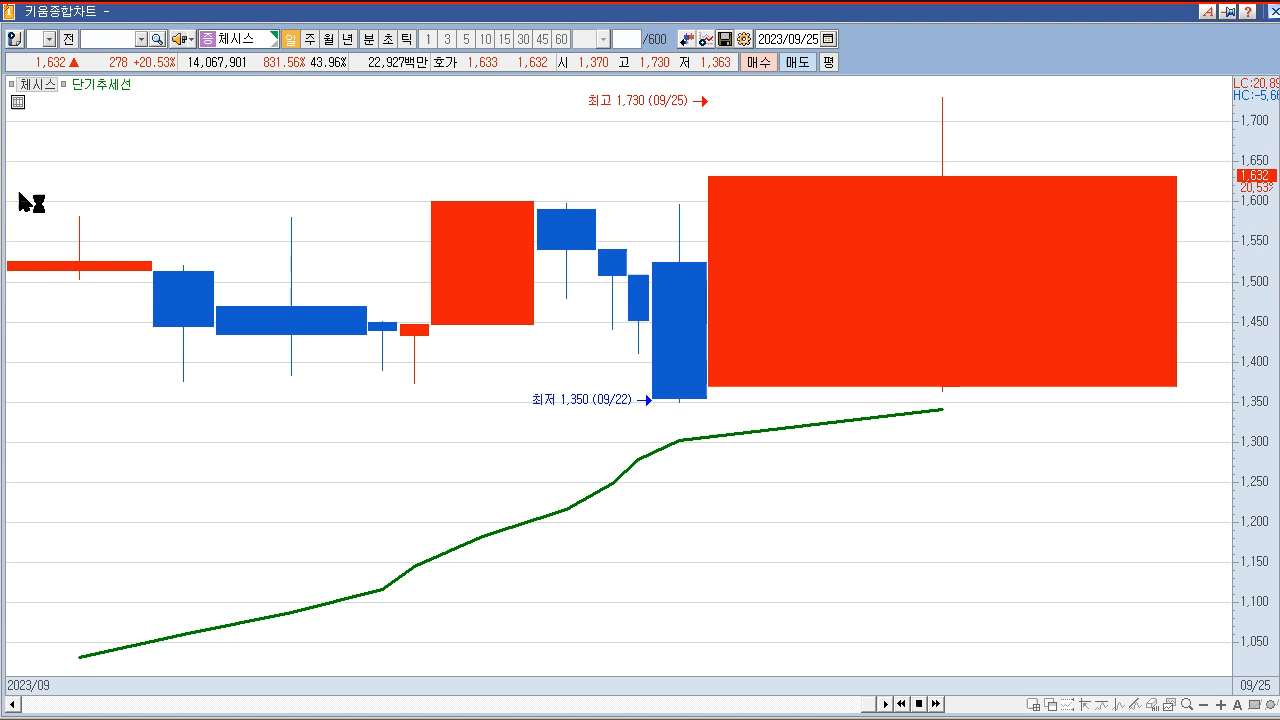 키움종합차트 -
전 증 체시스 일 주 월 년 분 초 틱 1 3 5 10 15 30 45 60 /600 2023/09/25
1,632 ▲ 278 +20.53% 14,067,901 831.56% 43.96% 22,927백만 호가 1,633 1,632 시 1,370 고 1,730 저 1,363 매수 매도 평
체시스 단기추세선
LC:20,89
HC:-5,66
최고 1,730 (09/25)
1,700
1,650
1,632
20,53%
1,600
1,550
1,500
1,450
1,400
최저 1,350 (09/22)
1,350
1,300
1,250
1,200
1,150
1,100
1,050
2023/09 09/25
A